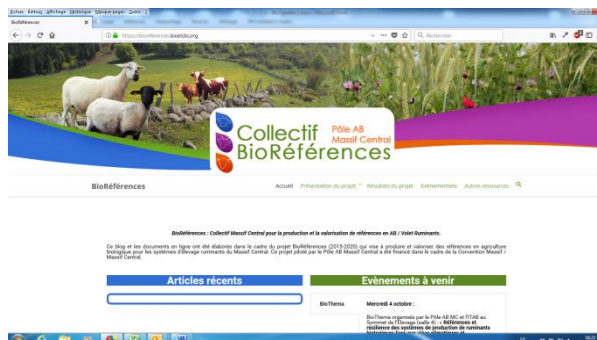 Fichier Édition Affichage Historique Marque-pages Outils ?
BioRéférences
https://bioreferences.bioetclic.org
Rechercher
Collectif
BioRéférences
Pôle AB
Massif Central
BioRéférences
Accueil Présentation du projet Résultats du projet Evènementiels Autres ressources
BioRéférences : Collectif Massif Central pour la production et la valorisation de références en AB / Volet Ruminants.
Ce blog et les documents en ligne ont été élaborés dans le cadre du projet BioRéférences (2015-2020) qui vise à produire et valoriser des références en agriculture
biologique pour les systèmes d'élevage ruminants du Massif Central. Ce projet piloté par le Pôle AB Massif Central a été financé dans le cadre de la Convention Massif /
Massif Central.
Articles récents
Evènements à venir
BioThema
Mercredi 4 octobre :
BioThema organisés par le Pôle AB MC et l'ITAB au
Sommet de l'Élevage (salle 4) : « Références et
résilience des systèmes de production de ruminants